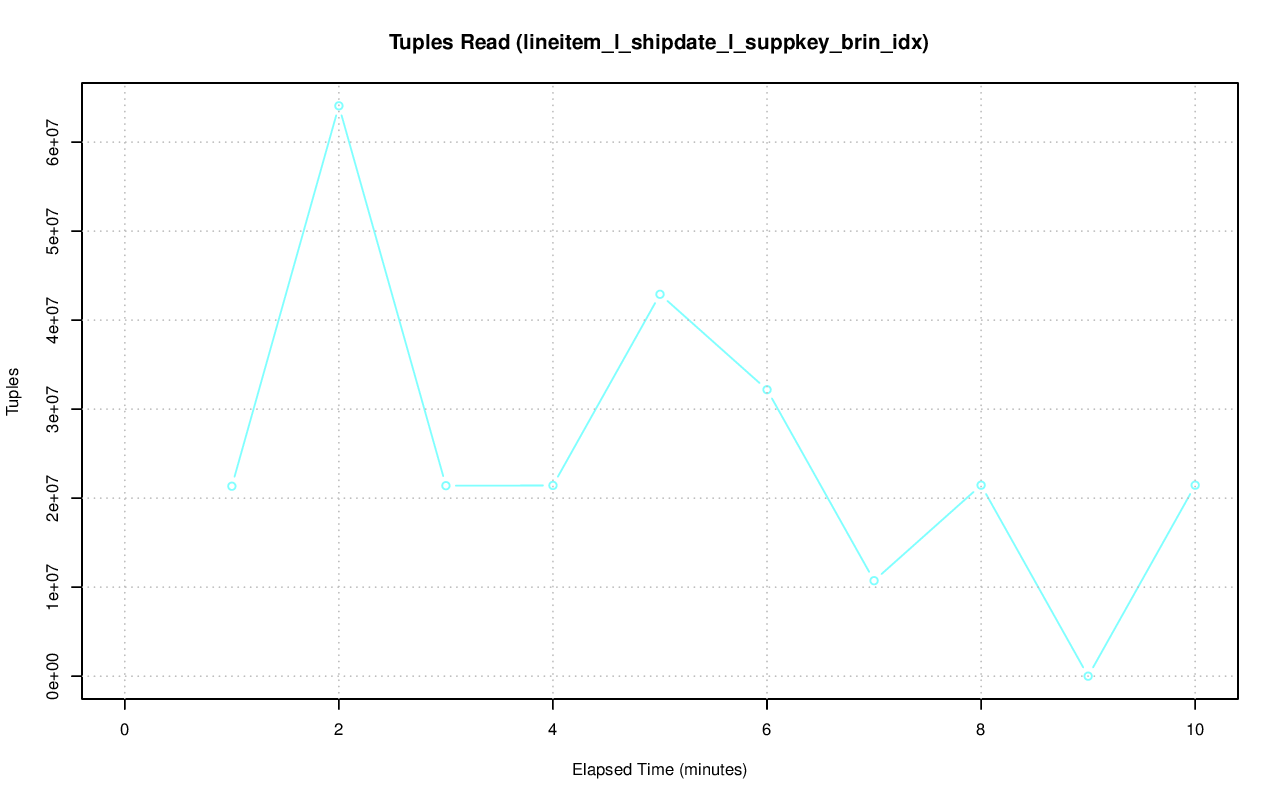 Tuples Read (lineitem_l_shipdate_l_suppkey_brin_idx)
6e+07
5e+07
4e+07
3e+07
2e+07
1e+07
0e+00
Tuples
0 2 4 6 8 10
Elapsed Time (minutes)